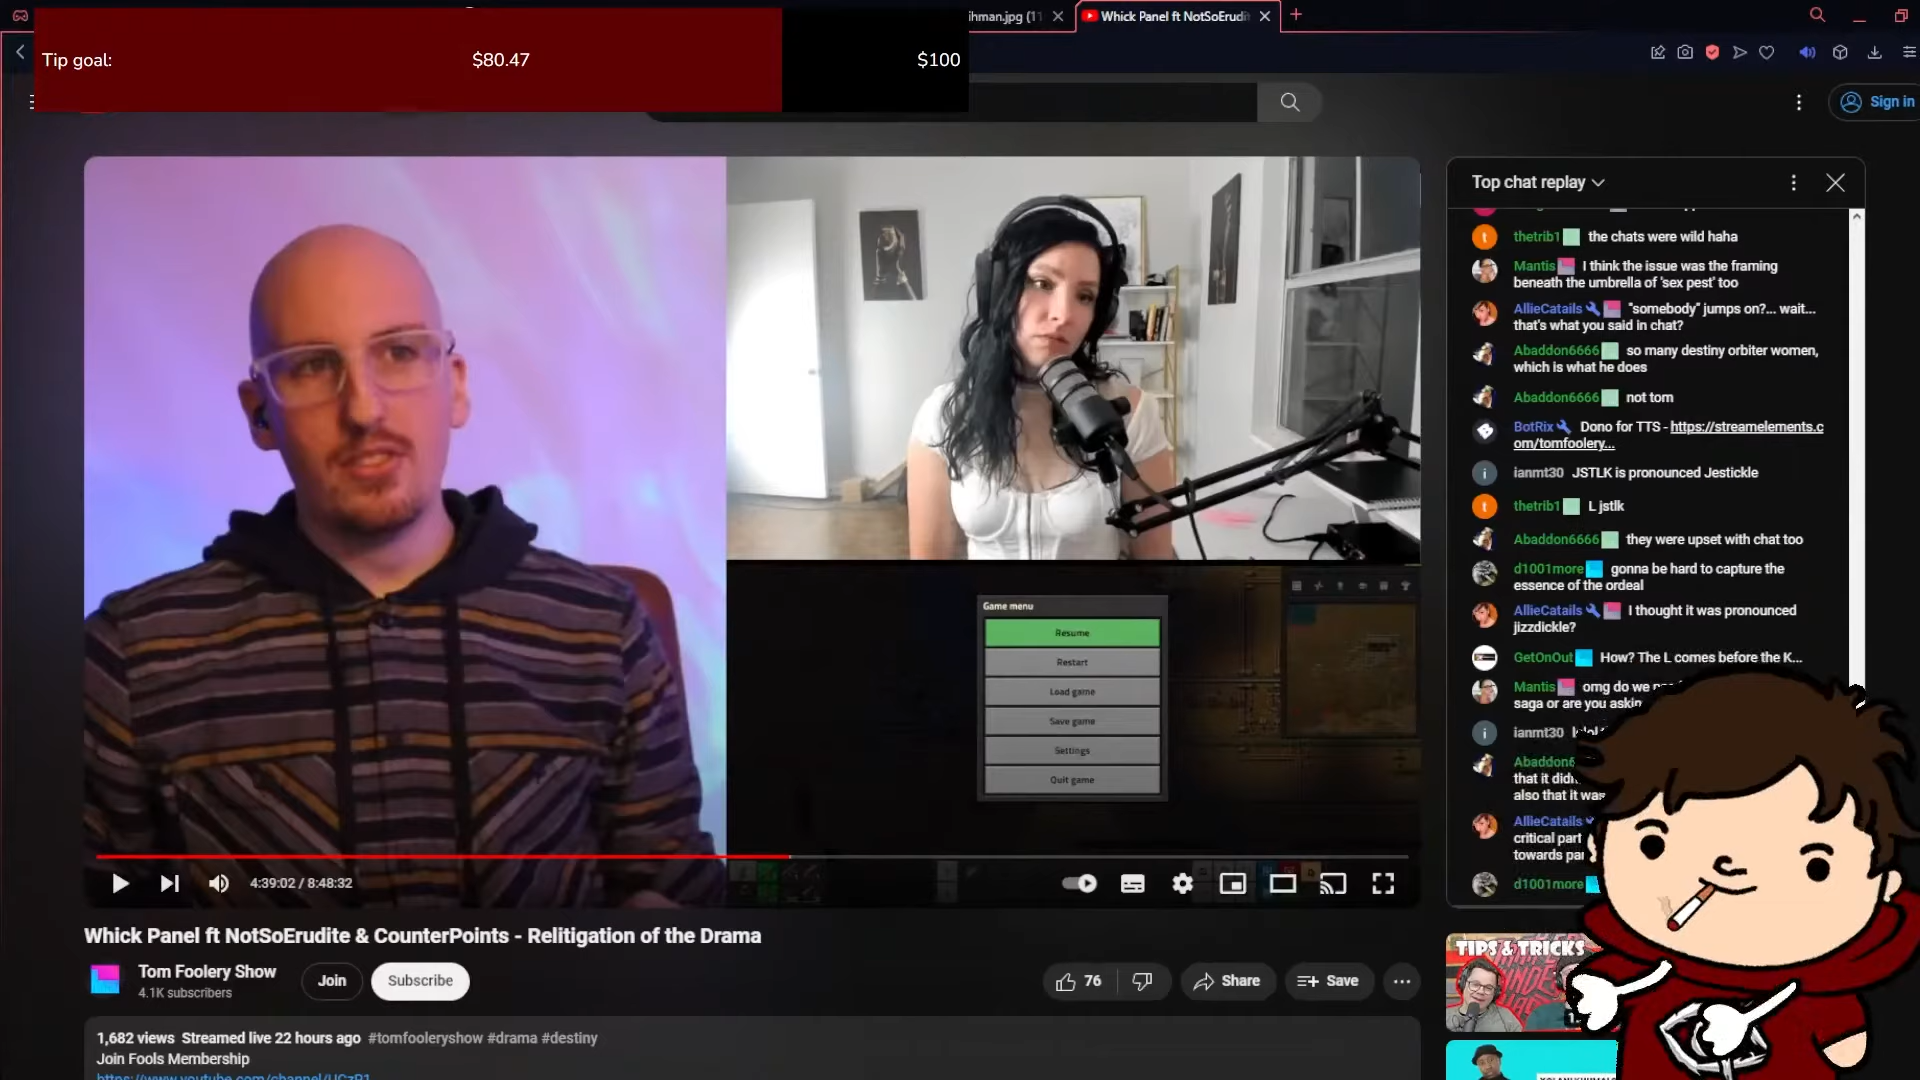 ihman.jpg (11
Whick Panel ft NotSoErudit
Tip goal:
$80.47
$100
Sign in
Top chat replay
thetrib1 the chats were wild haha
Mantis I think the issue was the framing
beneath the umbrella of 'sex pest' too
AllieCatails "somebody" jumps on?... wait...
that's what you said in chat?
Abaddon6666 so many destiny orbiter women,
which is what he does
Abaddon6666 not tom
BotRix Dono for TTS - https://streamelements.c
om/tomfoolery...
ianmt30 JSTLK is pronounced Jestickle
thetrib1 L jstlk
Abaddon6666 they were upset with chat too
d1001more gonna be hard to capture the
essence of the ordeal
AllieCatails I thought it was pronounced
jizzdickle?
GetOnOut How? The L comes before the K...
Mantis omg do we
saga or are you askin
ianmt30
Abaddon6
that it didn
also that it was
AllieCatails
critical part
towards pa
d1001more
Game menu
Resume
Restart
Load game
Save game
Settings
Quit game
4:39:02 / 8:48:32
Whick Panel ft NotSoErudite & CounterPoints - Relitigation of the Drama
Tom Foolery Show
4.1K subscribers
Join
Subscribe
76
Share
Save
TIPS & TRICKS
1,682 views Streamed live 22 hours ago #tomfooleryshow #drama #destiny
Join Fools Membership